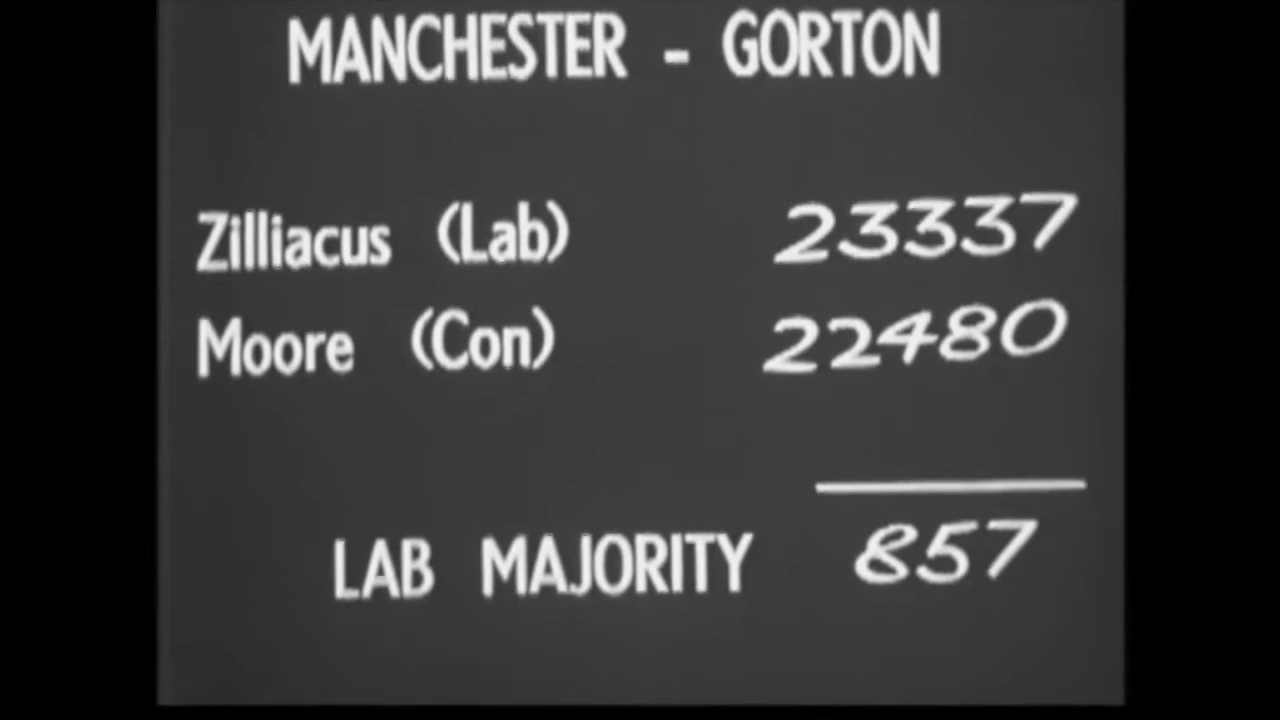 MANCHESTER - GORTON
Zilliacus (Lab) 23337
Moore (Con) 22480
LAB MAJORITY 857